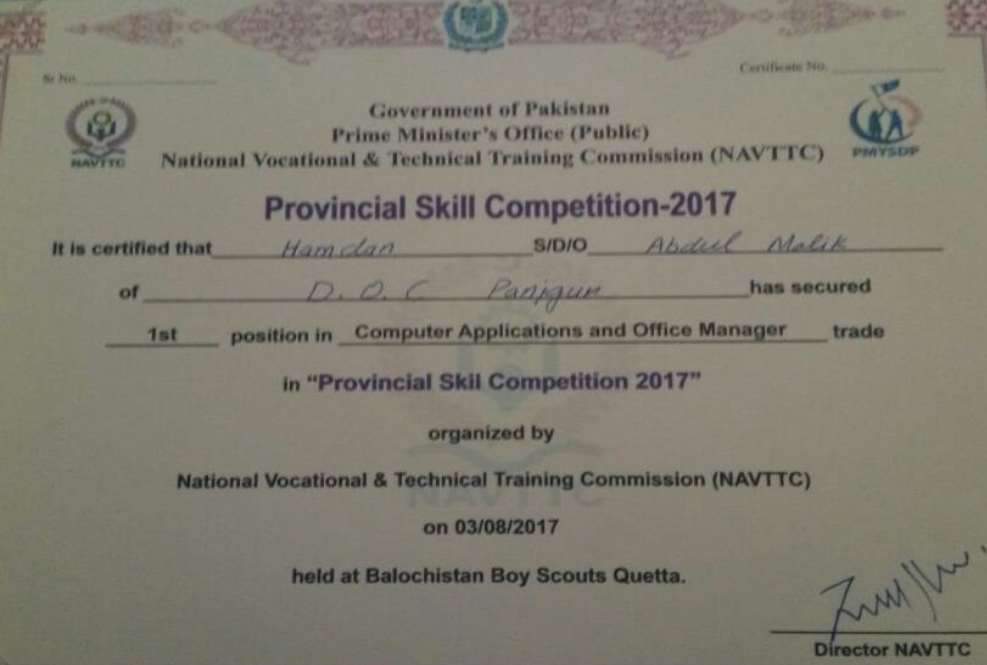 Sr No.
Certificate No.
NAVTTC
PMYSDP
Government of Pakistan
Prime Minister's Office (Public)
National Vocational & Technical Training Commission (NAVTTC)
Provincial Skill Competition-2017
It is certified that Hamdan S/D/O Abdul Malik
of D.O.C Panjgur has secured
1st position in Computer Applications and Office Manager trade
in “Provincial Skil Competition 2017”
organized by
National Vocational & Technical Training Commission (NAVTTC)
NAVTTC
on 03/08/2017
held at Balochistan Boy Scouts Quetta.
Director NAVTTC